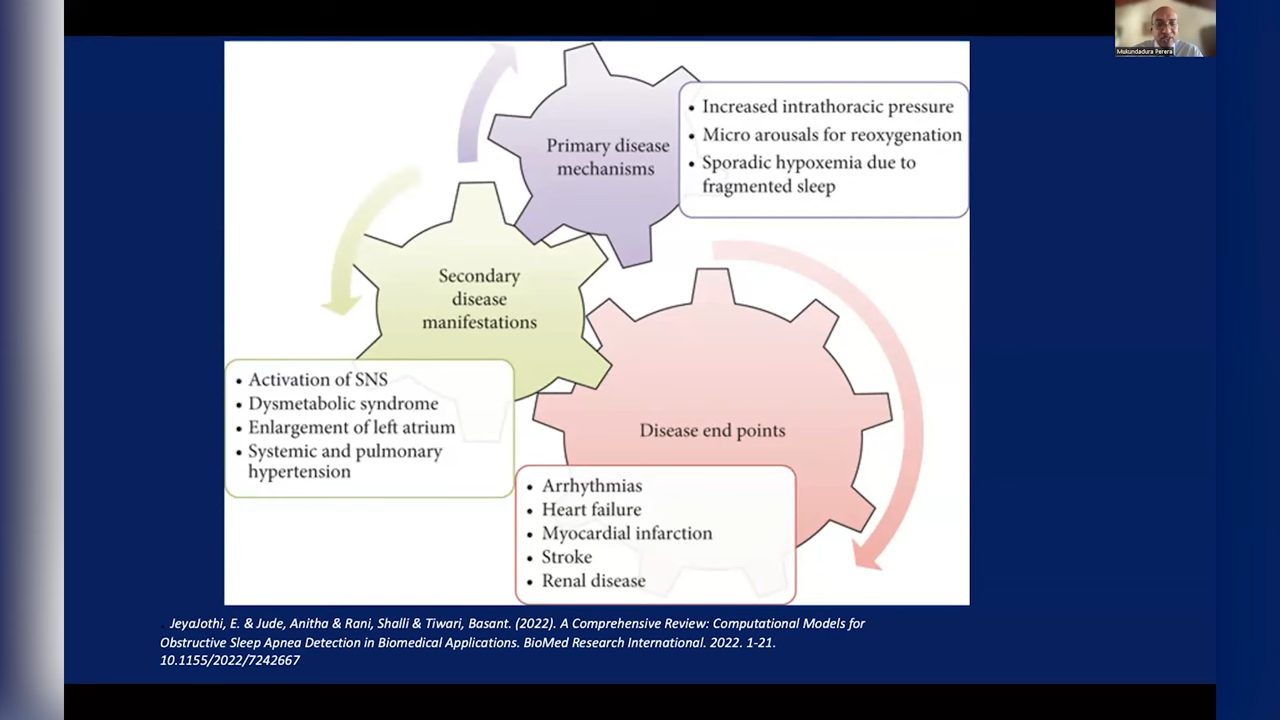 Mukundadura Perera
Primary disease
mechanisms
• Increased intrathoracic pressure
• Micro arousals for reoxygenation
• Sporadic hypoxemia due to
fragmented sleep
Secondary
disease
manifestations
• Activation of SNS
• Dysmetabolic syndrome
• Enlargement of left atrium
• Systemic and pulmonary
hypertension
Disease end points
• Arrhythmias
• Heart failure
• Myocardial infarction
• Stroke
• Renal disease
. JeyaJothi, E. & Jude, Anitha & Rani, Shalli & Tiwari, Basant. (2022). A Comprehensive Review: Computational Models for
Obstructive Sleep Apnea Detection in Biomedical Applications. BioMed Research International. 2022. 1-21.
10.1155/2022/7242667